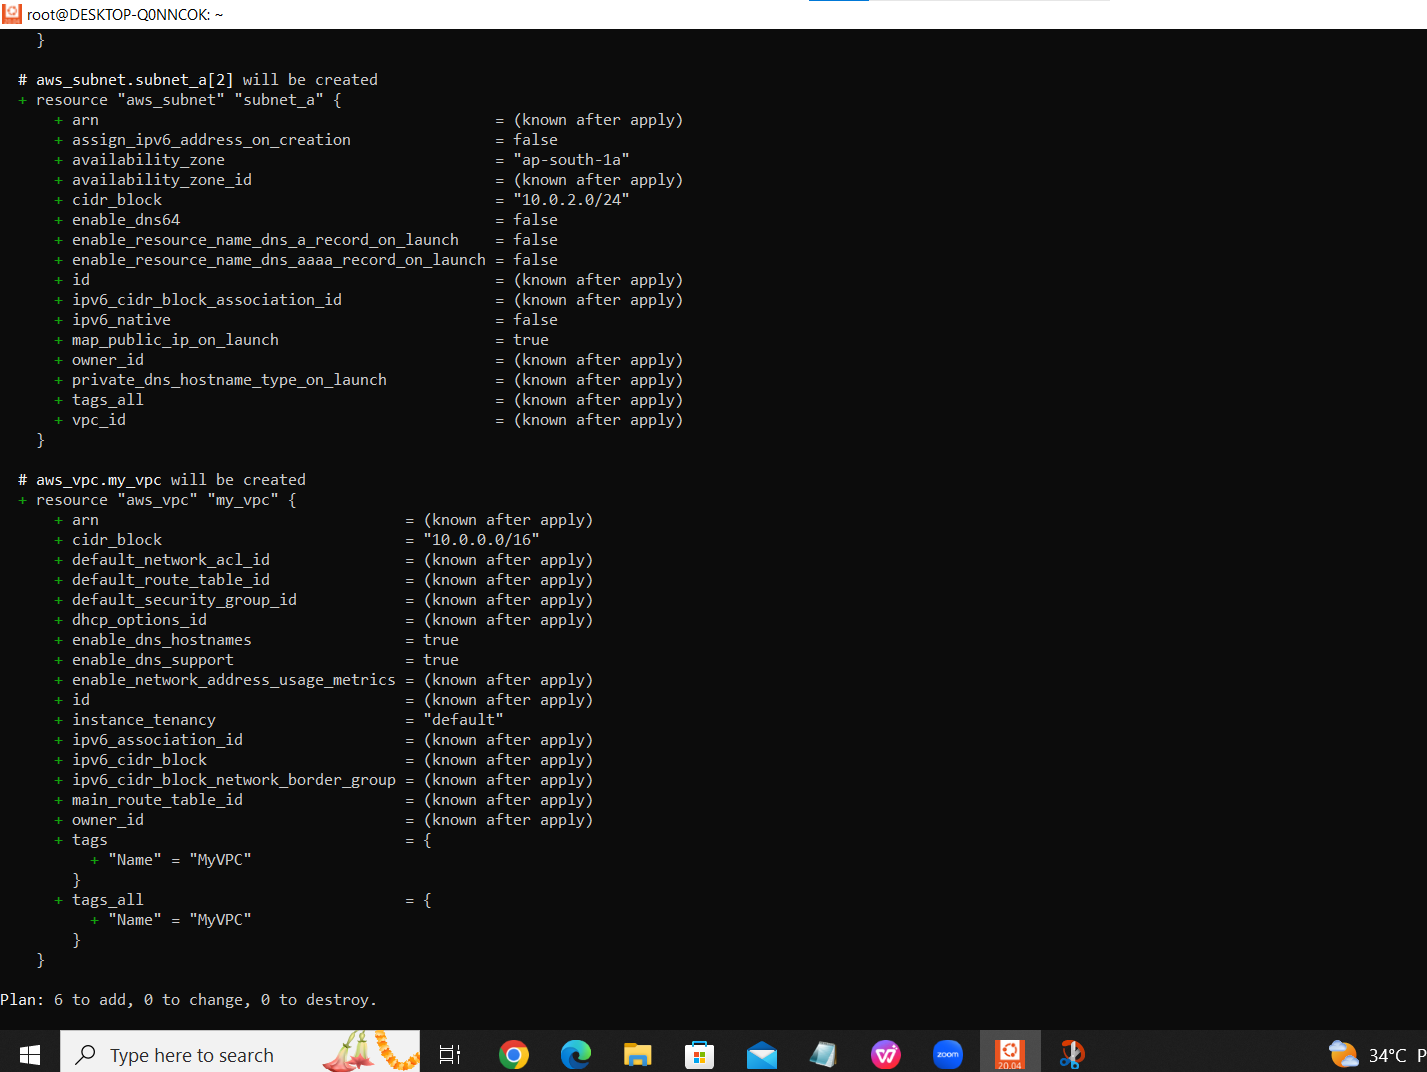 root@DESKTOP-Q0NNCOK: ~
}
# aws_subnet.subnet_a[2] will be created
+ resource "aws_subnet" "subnet_a" {
+ arn = (known after apply)
+ assign_ipv6_address_on_creation = false
+ availability_zone = "ap-south-1a"
+ availability_zone_id = (known after apply)
+ cidr_block = "10.0.2.0/24"
+ enable_dns64 = false
+ enable_resource_name_dns_a_record_on_launch = false
+ enable_resource_name_dns_aaaa_record_on_launch = false
+ id = (known after apply)
+ ipv6_cidr_block_association_id = (known after apply)
+ ipv6_native = false
+ map_public_ip_on_launch = true
+ owner_id = (known after apply)
+ private_dns_hostname_type_on_launch = (known after apply)
+ tags_all = (known after apply)
+ vpc_id = (known after apply)
}
# aws_vpc.my_vpc will be created
+ resource "aws_vpc" "my_vpc" {
+ arn = (known after apply)
+ cidr_block = "10.0.0.0/16"
+ default_network_acl_id = (known after apply)
+ default_route_table_id = (known after apply)
+ default_security_group_id = (known after apply)
+ dhcp_options_id = (known after apply)
+ enable_dns_hostnames = true
+ enable_dns_support = true
+ enable_network_address_usage_metrics = (known after apply)
+ id = (known after apply)
+ instance_tenancy = "default"
+ ipv6_association_id = (known after apply)
+ ipv6_cidr_block = (known after apply)
+ ipv6_cidr_block_network_border_group = (known after apply)
+ main_route_table_id = (known after apply)
+ owner_id = (known after apply)
+ tags = {
+ "Name" = "MyVPC"
}
+ tags_all = {
+ "Name" = "MyVPC"
}
}
Plan: 6 to add, 0 to change, 0 to destroy.
Type here to search
zoom
20.04
34°C P